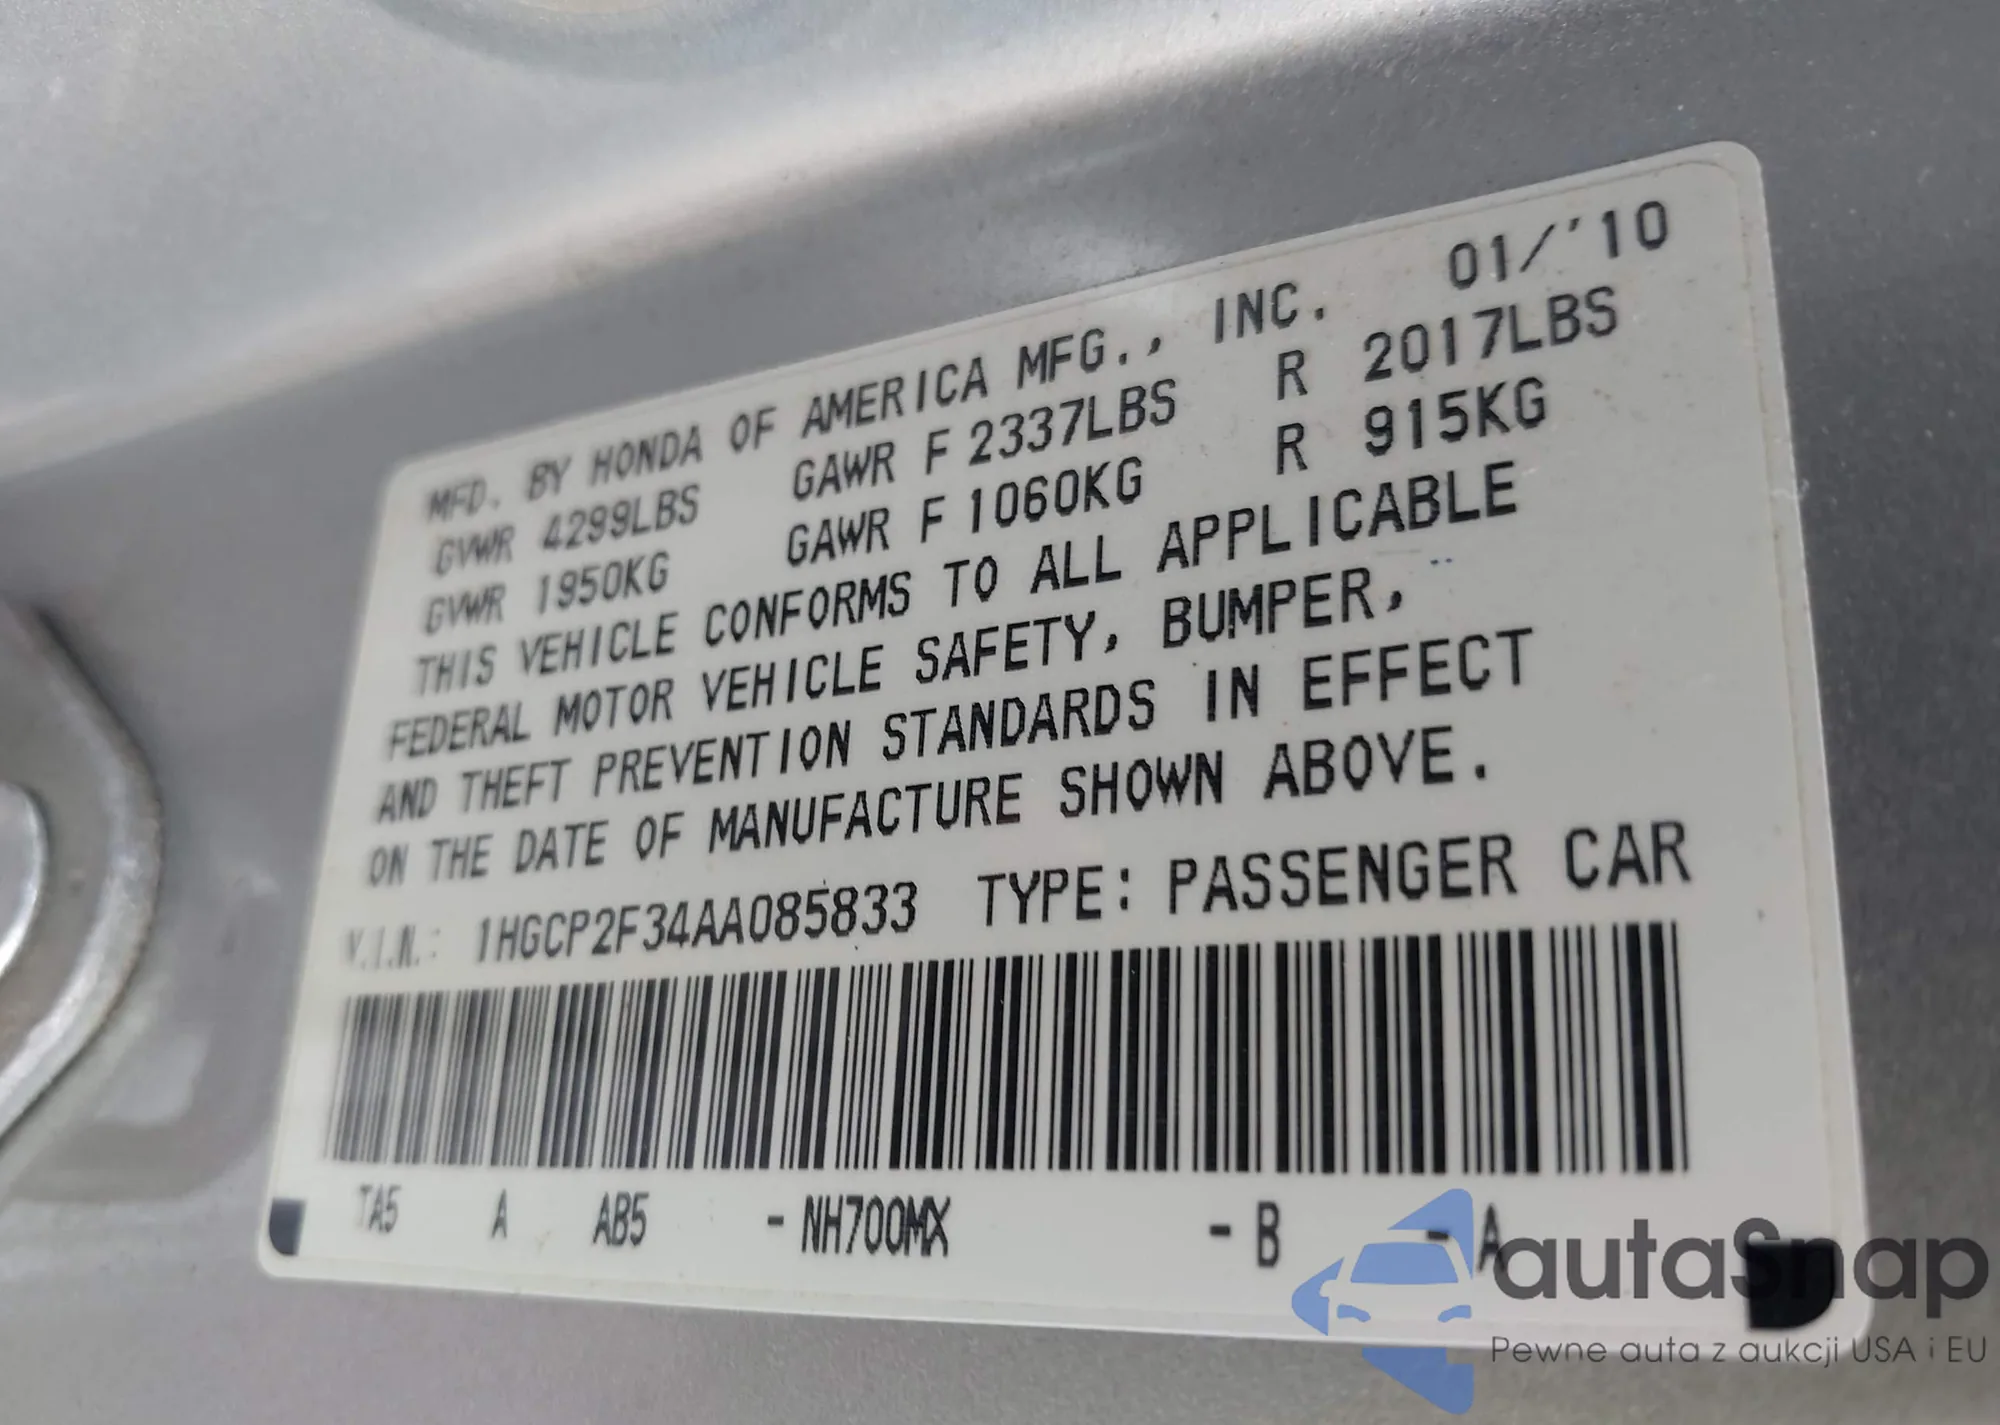 MFD. BY HONDA OF AMERICA MFG., INC. 01/'10
GVWR 4299LBS GAWR F 2337LBS R 2017LBS
GVWR 1950KG GAWR F 1060KG R 915KG
THIS VEHICLE CONFORMS TO ALL APPLICABLE
FEDERAL MOTOR VEHICLE SAFETY, BUMPER,
AND THEFT PREVENTION STANDARDS IN EFFECT
ON THE DATE OF MANUFACTURE SHOWN ABOVE.
V.I.N.: 1HGCP2F34AA085833 TYPE: PASSENGER CAR
TA5 A AB5 - NH700MX - B - A
autoSnap
Pewne auta z aukcji USA i EU